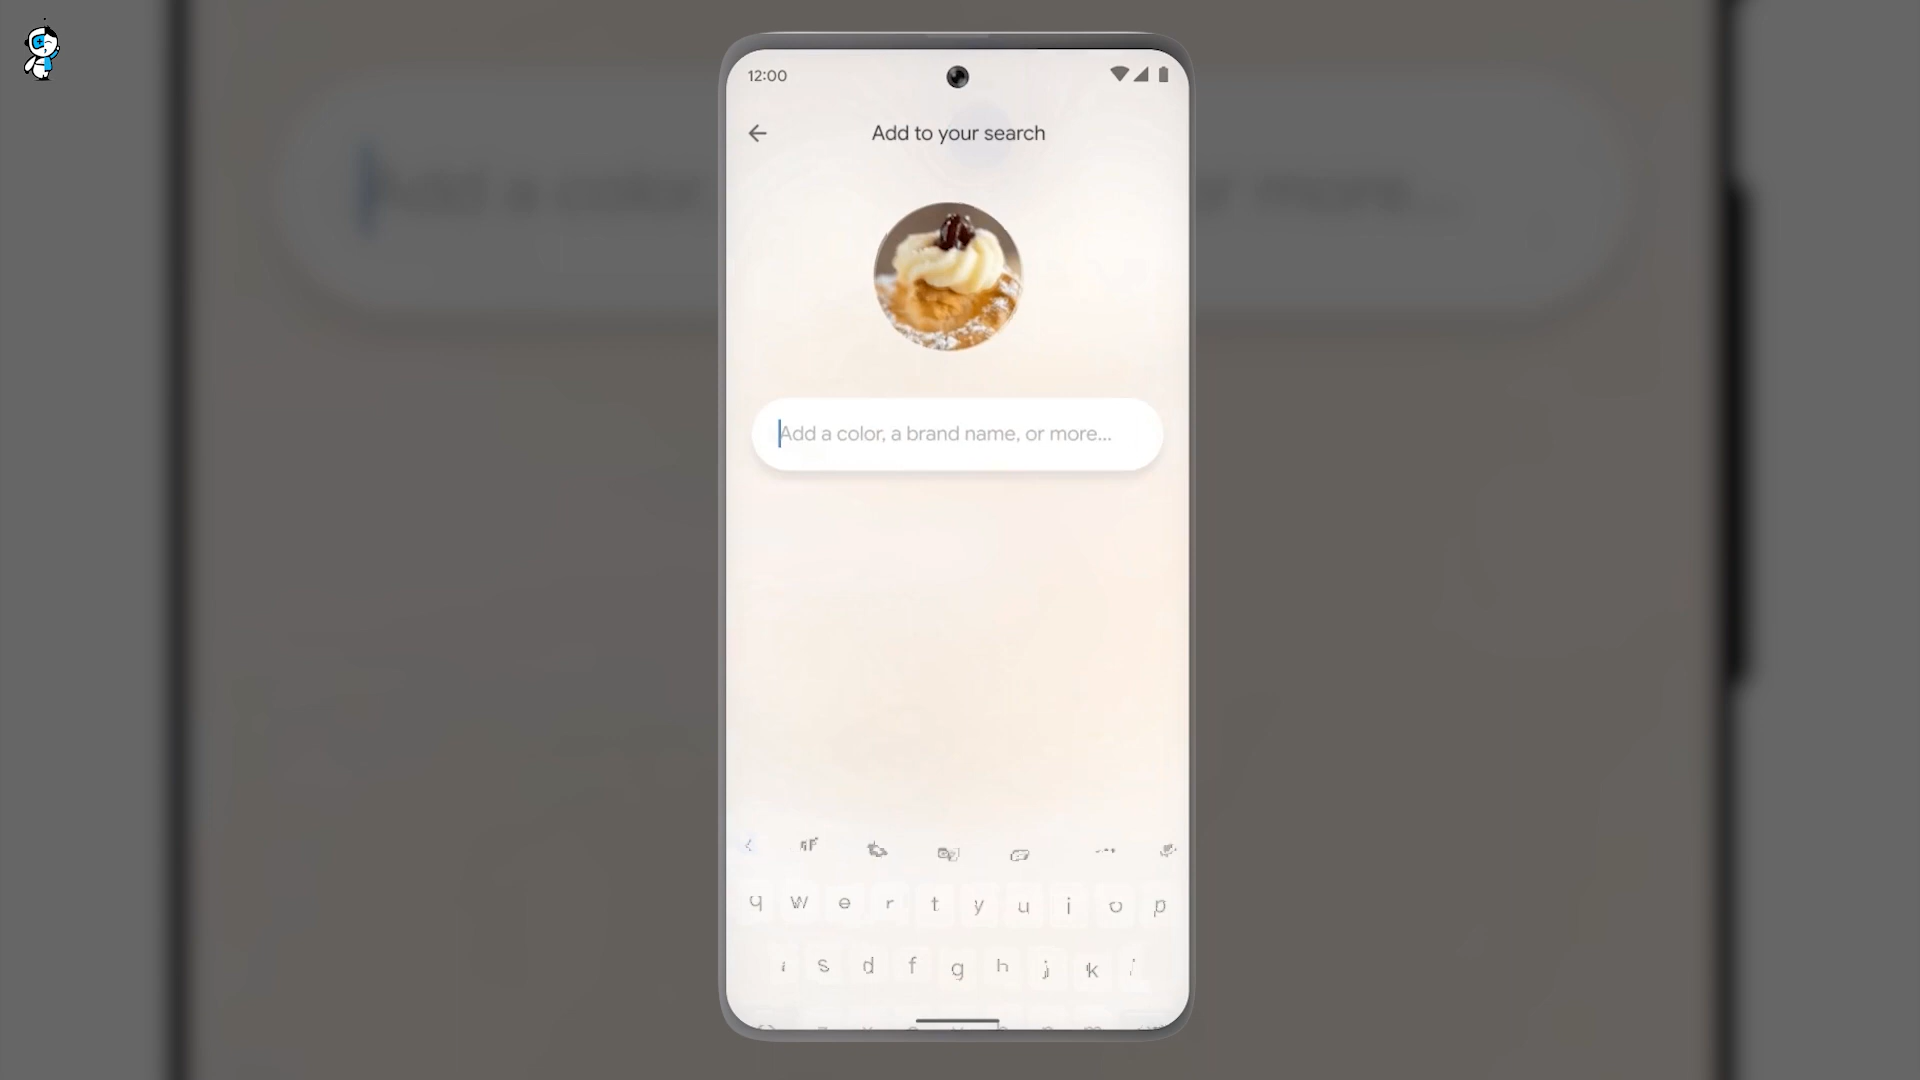 12:00
Add to your search
Add a color, a brand name, or more...
q w e r t y u i o p
s d f g h j k